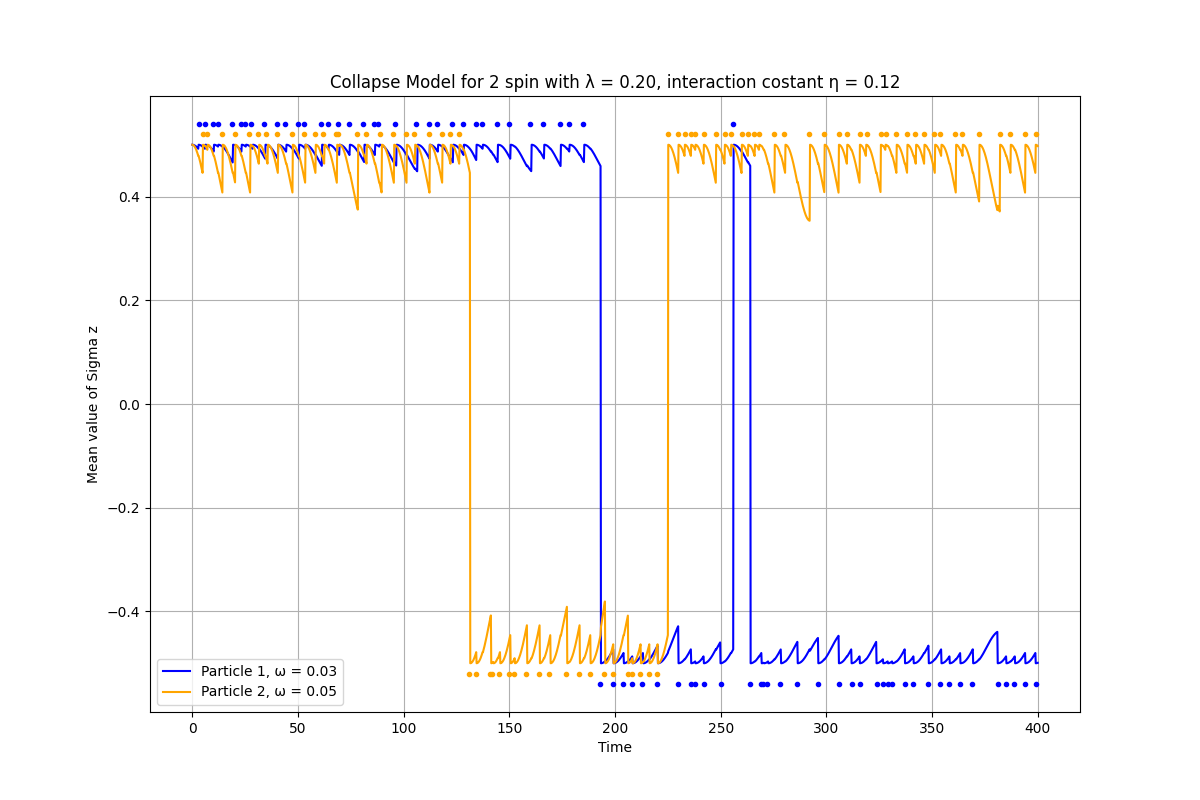 Collapse Model for 2 spin with λ = 0.20, interaction costant η = 0.12
Mean value of Sigma z
0.4
0.2
0.0
−0.2
−0.4
Particle 1, ω = 0.03
Particle 2, ω = 0.05
0 50 100 150 200 250 300 350 400
Time